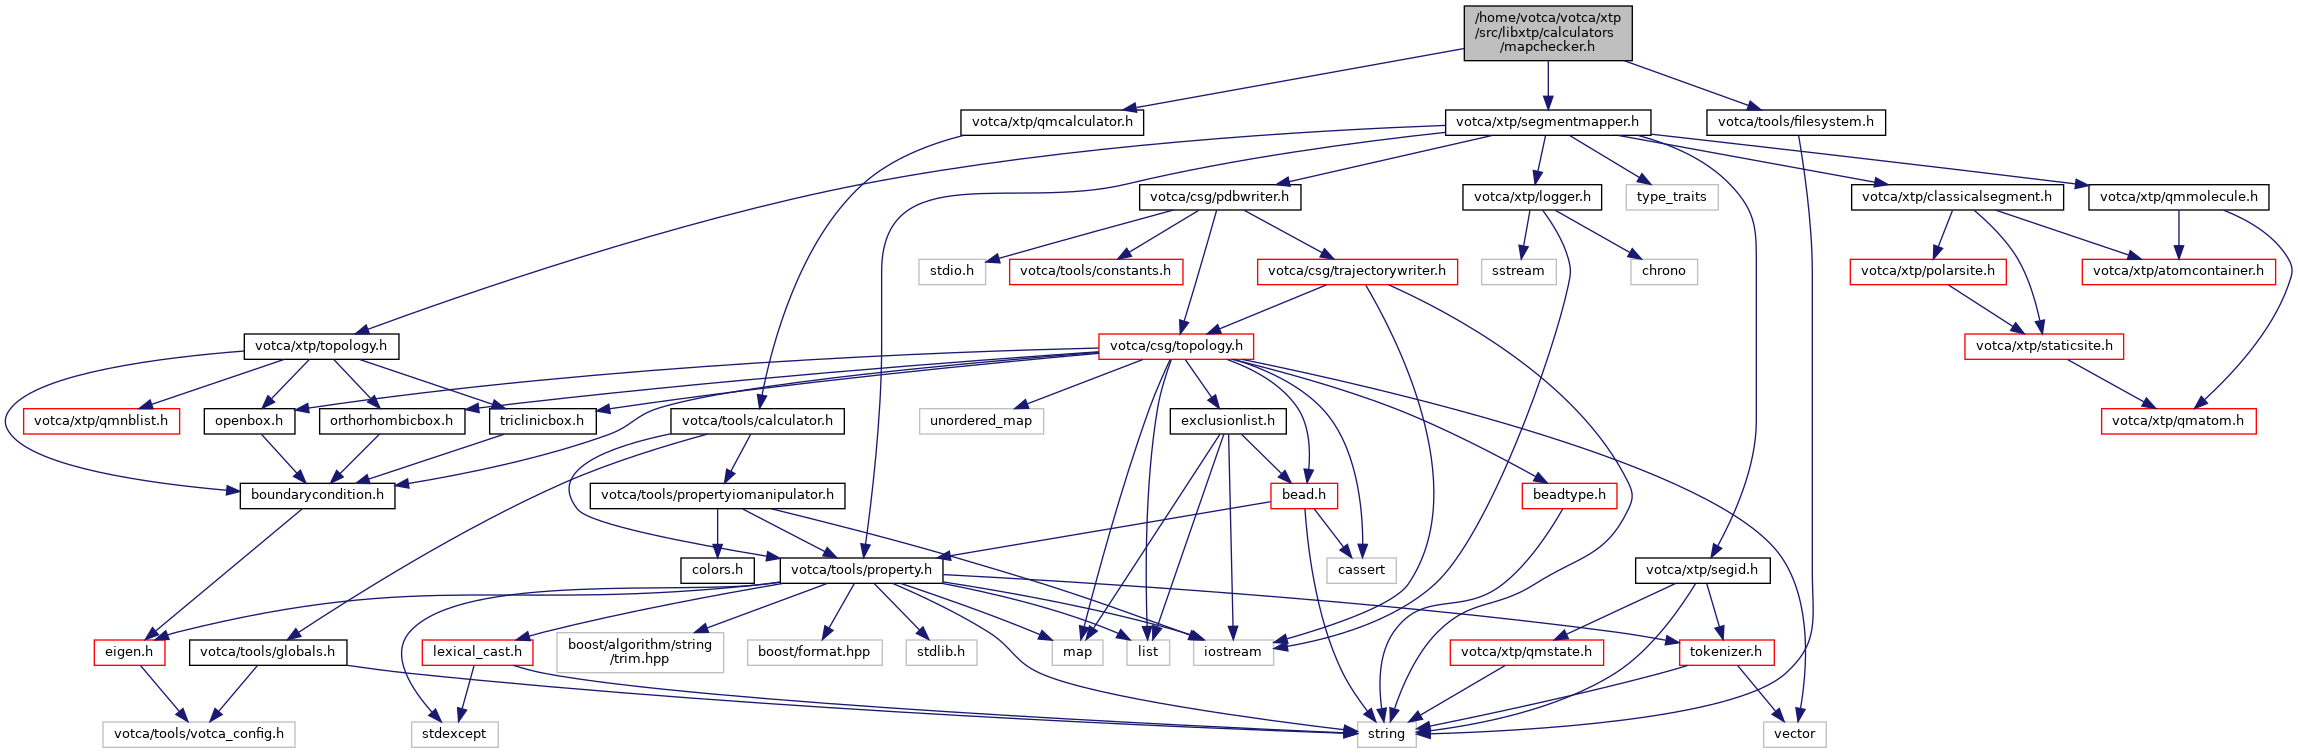 /home/votca/votca/xtp
/src/libxtp/calculators
/mapchecker.h
votca/xtp/qmcalculator.h
votca/xtp/segmentmapper.h
votca/tools/filesystem.h
votca/csg/pdbwriter.h
votca/xtp/logger.h
type_traits
votca/xtp/classicalsegment.h
votca/xtp/qmmolecule.h
stdio.h
votca/tools/constants.h
votca/csg/trajectorywriter.h
sstream
chrono
votca/xtp/polarsite.h
votca/xtp/atomcontainer.h
votca/xtp/topology.h
votca/csg/topology.h
votca/xtp/staticsite.h
votca/xtp/qmnblist.h
openbox.h
orthorhombicbox.h
triclinicbox.h
votca/tools/calculator.h
unordered_map
exclusionlist.h
votca/xtp/qmatom.h
boundarycondition.h
votca/tools/propertyiomanipulator.h
bead.h
beadtype.h
colors.h
votca/tools/property.h
cassert
votca/xtp/segid.h
eigen.h
votca/tools/globals.h
lexical_cast.h
boost/algorithm/string
/trim.hpp
boost/format.hpp
stdlib.h
map
list
iostream
votca/xtp/qmstate.h
tokenizer.h
votca/tools/votca_config.h
stdexcept
string
vector